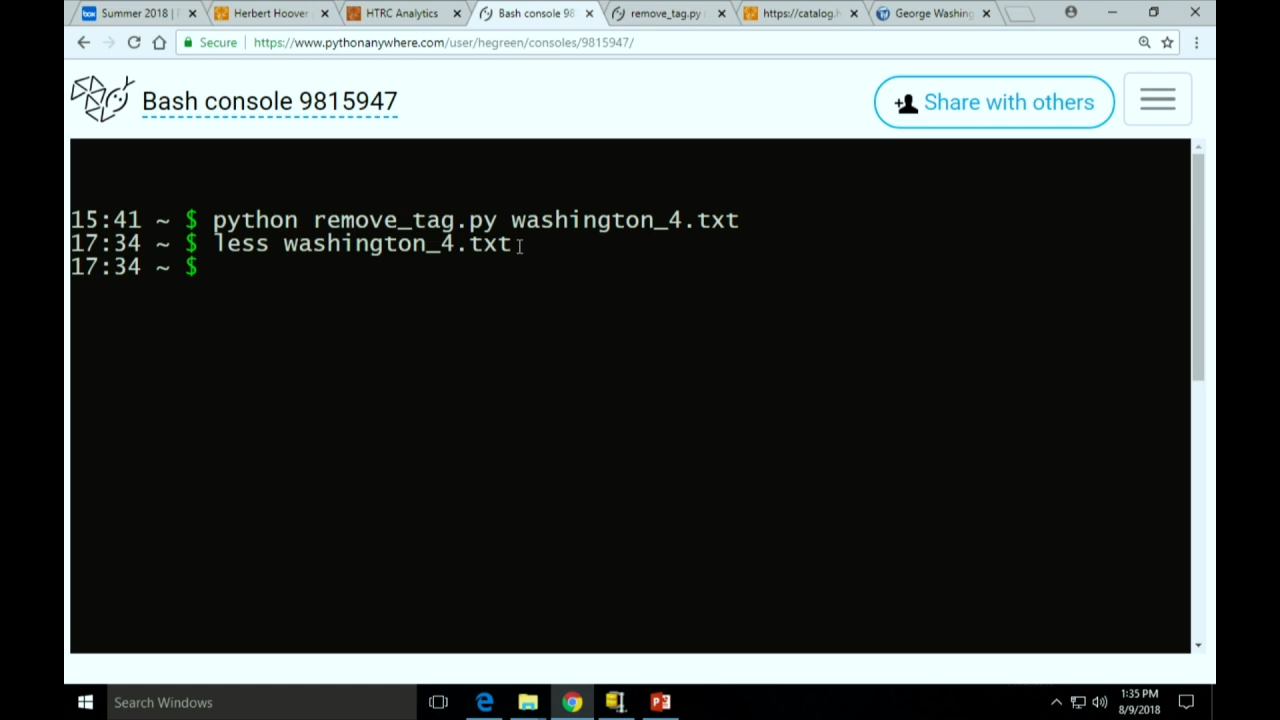 Summer 2018 |
Herbert Hoover
HTRC Analytics
Bash console 98
remove_tag.py
https://catalog.h
George Washing
Secure
https://www.pythonanywhere.com/user/hegreen/consoles/9815947/
Bash console 9815947
Share with others
15:41 ~ $ python remove_tag.py washington_4.txt
17:34 ~ $ less washington_4.txt
17:34 ~ $
Search Windows
1:35 PM
8/9/2018